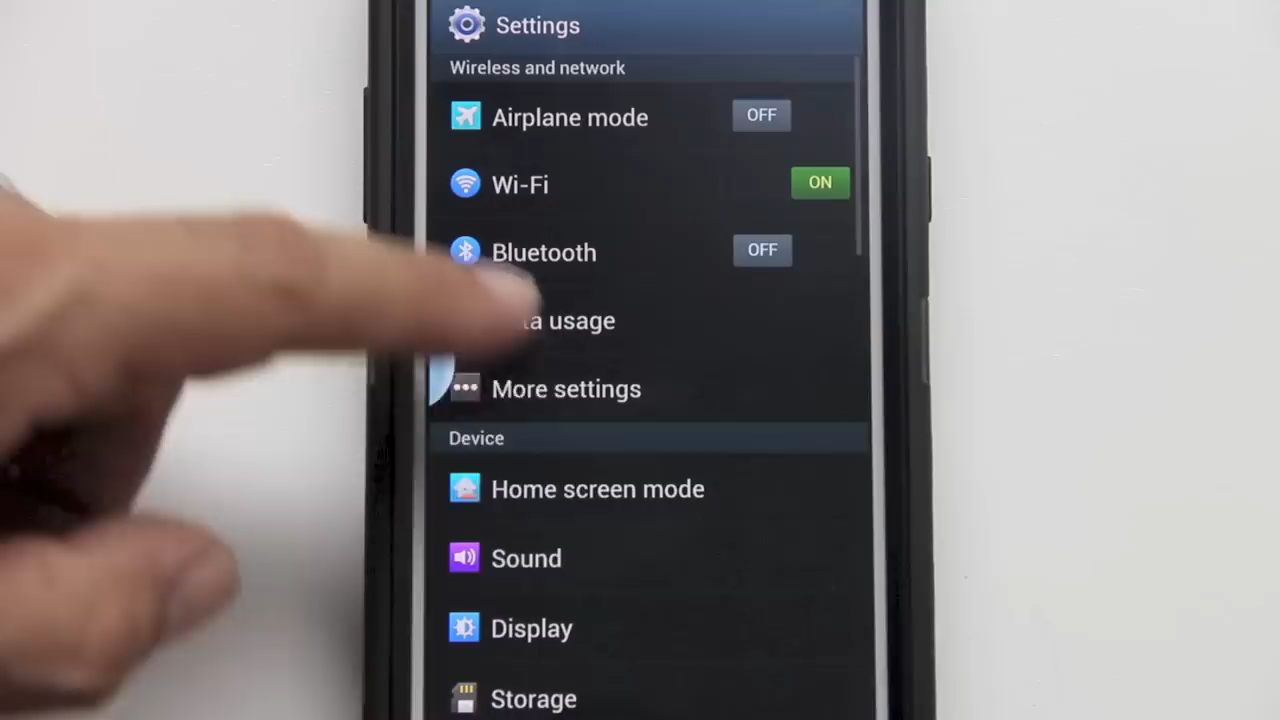 Settings
Wireless and network
Airplane mode OFF
Wi-Fi ON
Bluetooth OFF
usage
More settings
Device
Home screen mode
Sound
Display
Storage